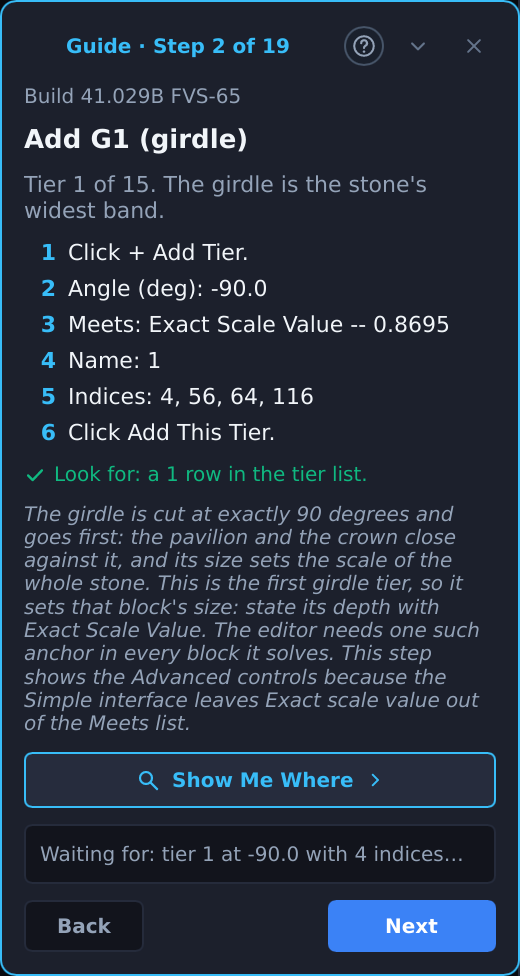 Guide · Step 2 of 19
Build 41.029B FVS-65
Add G1 (girdle)
Tier 1 of 15. The girdle is the stone's
widest band.
1 Click + Add Tier.
2 Angle (deg): -90.0
3 Meets: Exact Scale Value -- 0.8695
4 Name: 1
5 Indices: 4, 56, 64, 116
6 Click Add This Tier.
Look for: a 1 row in the tier list.
The girdle is cut at exactly 90 degrees and
goes first: the pavilion and the crown close
against it, and its size sets the scale of the
whole stone. This is the first girdle tier, so it
sets that block's size: state its depth with
Exact Scale Value. The editor needs one such
anchor in every block it solves. This step
shows the Advanced controls because the
Simple interface leaves Exact scale value out
of the Meets list.
Show Me Where
Waiting for: tier 1 at -90.0 with 4 indices...
Back
Next